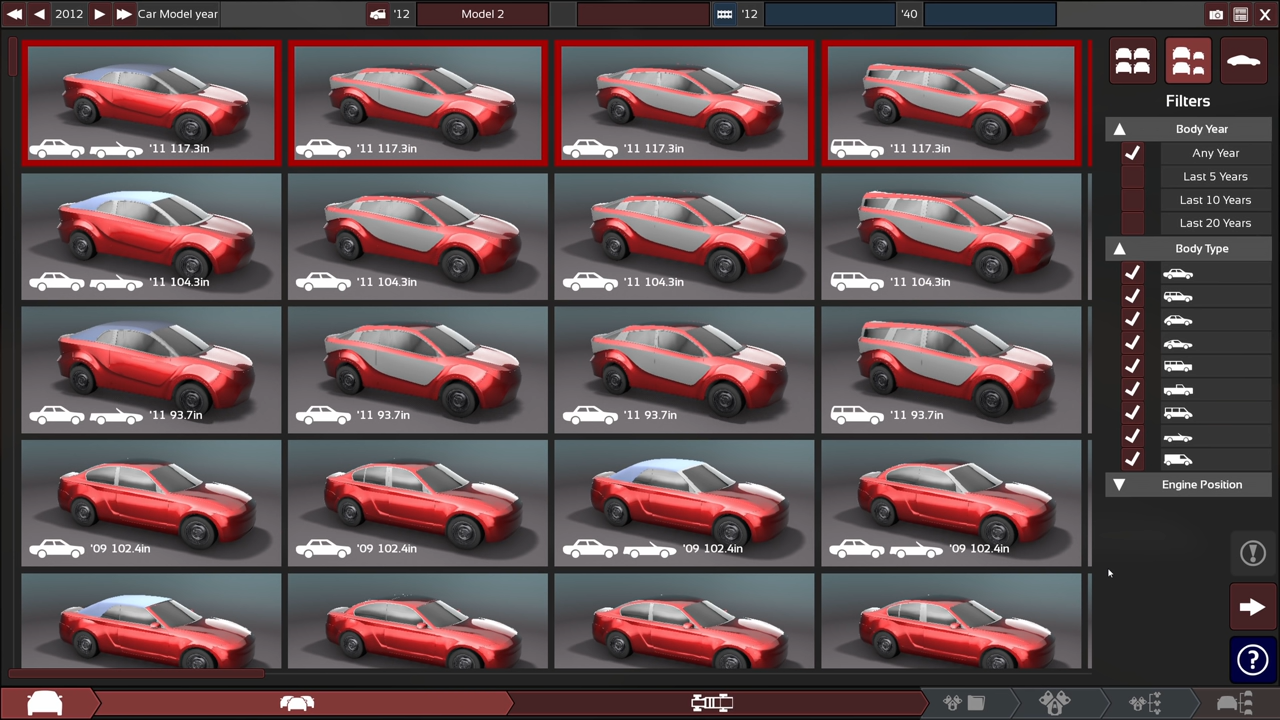 2012 Car Model year '12 Model 2 '12 '40
Filters
Body Year
Any Year
Last 5 Years
Last 10 Years
Last 20 Years
Body Type
Engine Position
'11 117.3in '11 117.3in '11 117.3in '11 117.3in
'11 104.3in '11 104.3in '11 104.3in '11 104.3in
'11 93.7in '11 93.7in '11 93.7in '11 93.7in
'09 102.4in '09 102.4in '09 102.4in '09 102.4in
?